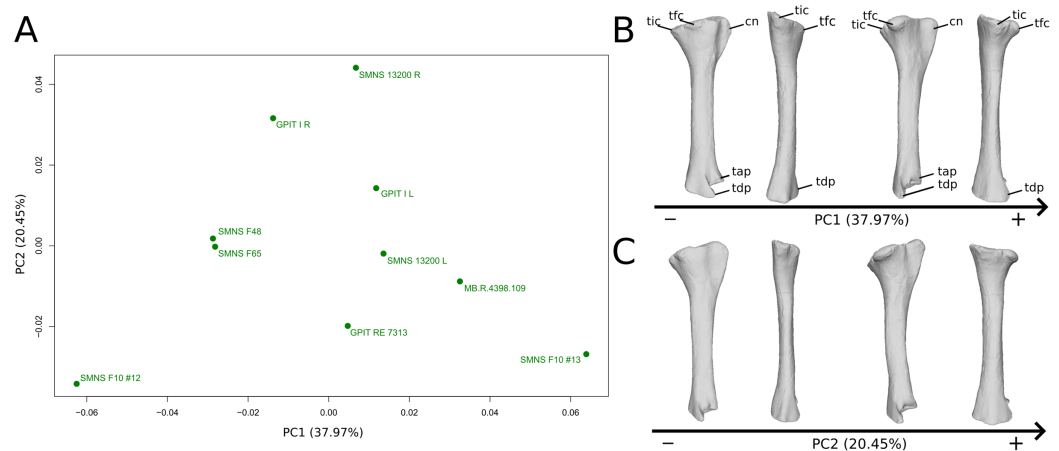 A
SMNS 13200 R
GPIT I R
GPIT I L
SMNS F48
SMNS F65
SMNS 13200 L
MB.R.4398.109
GPIT RE 7313
SMNS F10 #13
SMNS F10 #12
PC2 (20.45%)
0.04
0.02
0.00
−0.02
−0.06 −0.04 −0.02 0.00 0.02 0.04 0.06
PC1 (37.97%)
B
tic tfc cn tic tfc tic tfc cn tic tfc
tap tdp tdp tap tdp tdp
− PC1 (37.97%) +
C
− PC2 (20.45%) +